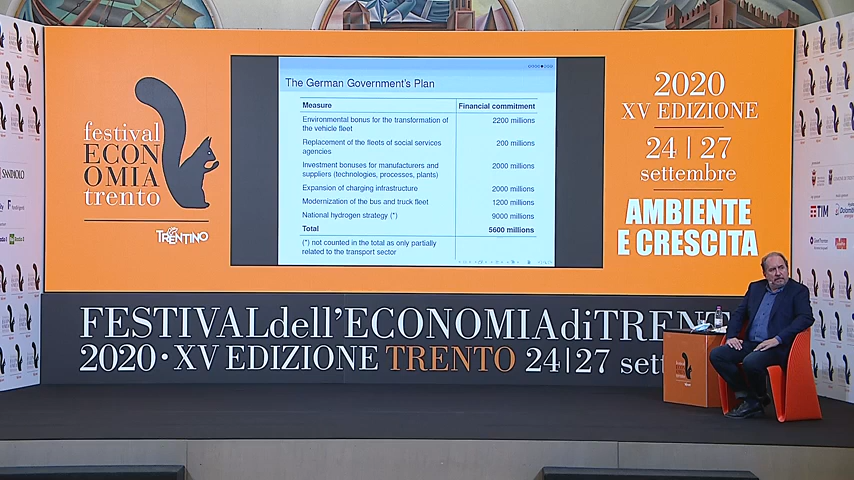 The German Government's Plan
Measure Financial commitment
Environmental bonus for the transformation of the vehicle fleet 2200 millions
Replacement of the fleets of social services agencies 200 millions
Investment bonuses for manufacturers and suppliers (technologies, processes, plants) 2000 millions
Expansion of charging infrastructure 2000 millions
Modernization of the bus and truck fleet 1200 millions
National hydrogen strategy (*) 9000 millions
Total 5600 millions
(*) not counted in the total as only partially related to the transport sector
festival
ECON
OMIA
trento
TRENTINO
2020
XV EDIZIONE
24 | 27
settembre
AMBIENTE
E CRESCITA
FESTIVALdell'ECONOMIAdiTRENT
2020 • XV EDIZIONE TRENTO 24|27 sett
SANPAOLO
TIM